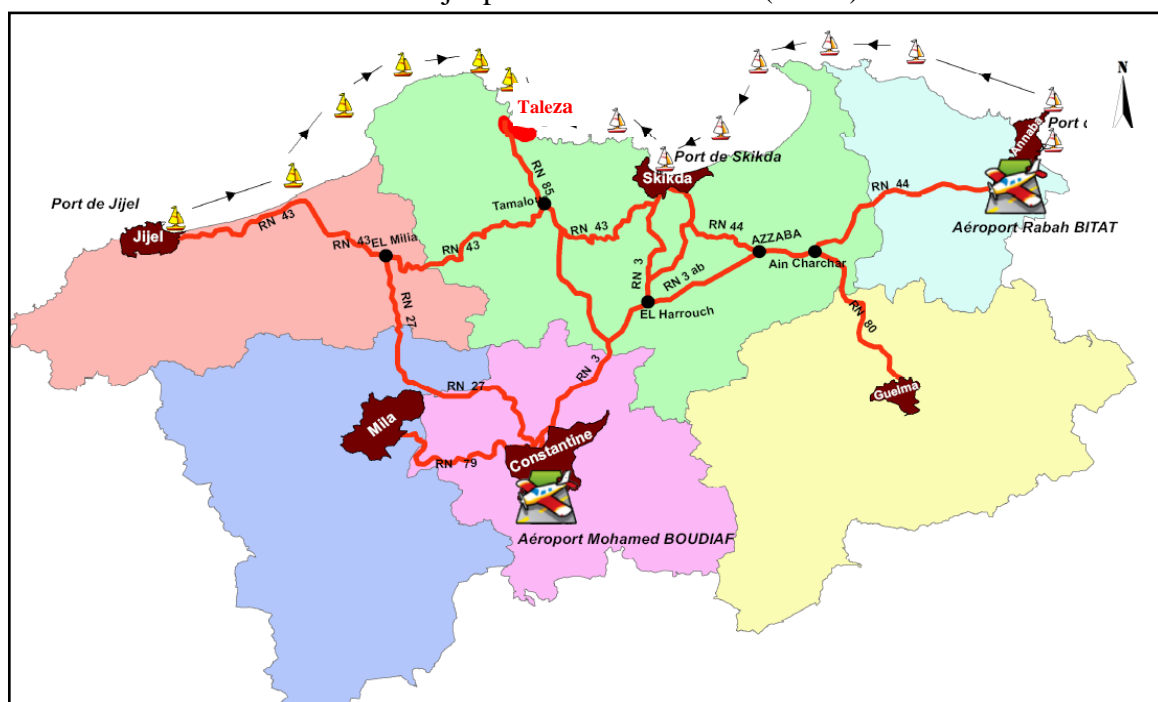 Taleza
Port d
Annaba
Port de Skikda
Skikda
RN 85
RN 44
Tamalo
Port de Jijel
Aéroport Rabah BITAT
Jijel
RN 43
RN 43
RN 43
RN 43
RN 44
AZZABA
EL Milia
Ain Charchar
RN 3
RN 3 ab
RN 27
EL Harrouch
RN 80
RN 3
RN 27
Guelma
Mila
Constantine
RN 79
Aéroport Mohamed BOUDIAF
N